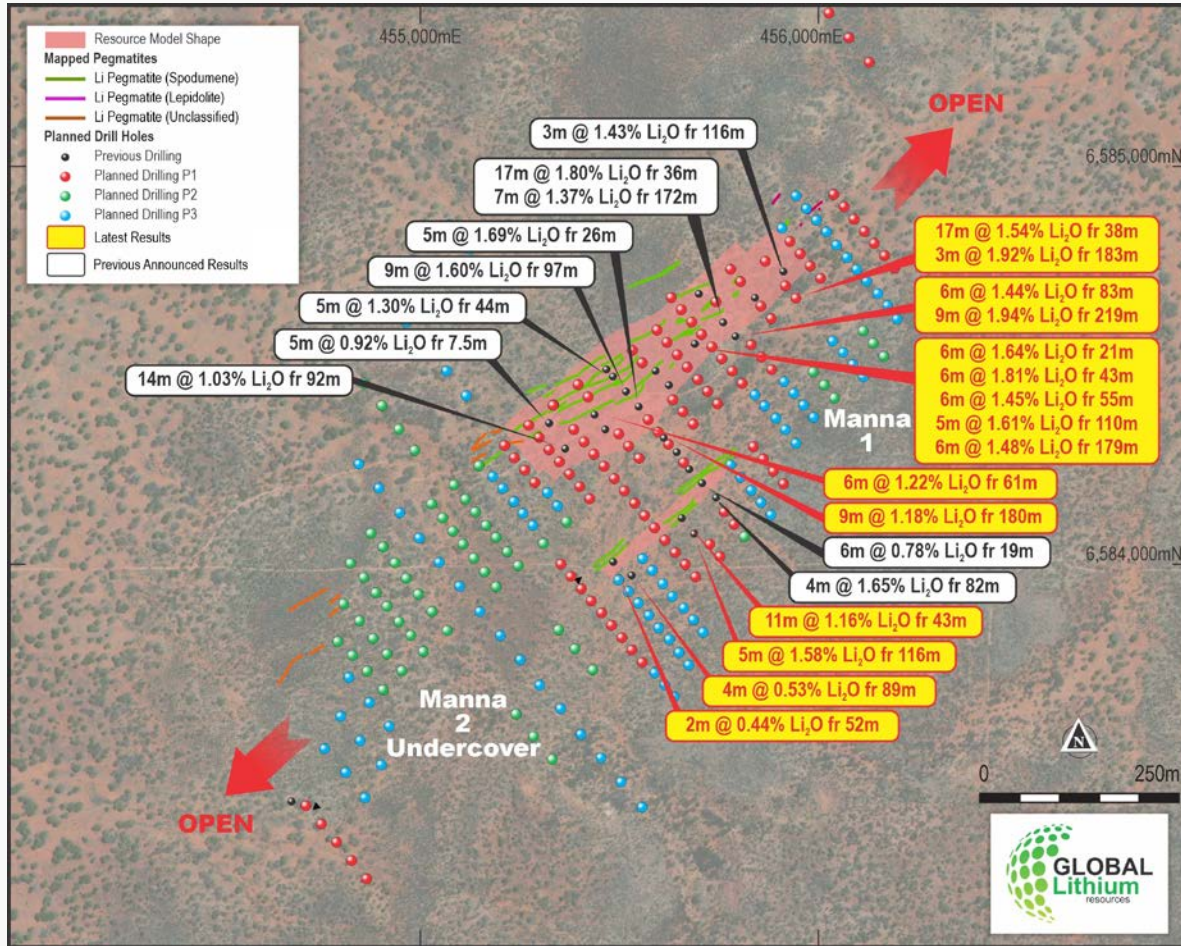 Resource Model Shape
Mapped Pegmatites
Li Pegmatite (Spodumene)
Li Pegmatite (Lepidolite)
Li Pegmatite (Unclassified)
Planned Drill Holes
Previous Drilling
Planned Drilling P1
Planned Drilling P2
Planned Drilling P3
Latest Results
Previous Announced Results
455,000mE
456,000mE
6,585,000mN
6,584,000mN
OPEN
3m @ 1.43% Li₂O fr 116m
17m @ 1.80% Li₂O fr 36m
7m @ 1.37% Li₂O fr 172m
5m @ 1.69% Li₂O fr 26m
9m @ 1.60% Li₂O fr 97m
5m @ 1.30% Li₂O fr 44m
5m @ 0.92% Li₂O fr 7.5m
14m @ 1.03% Li₂O fr 92m
17m @ 1.54% Li₂O fr 38m
3m @ 1.92% Li₂O fr 183m
6m @ 1.44% Li₂O fr 83m
9m @ 1.94% Li₂O fr 219m
6m @ 1.64% Li₂O fr 21m
6m @ 1.81% Li₂O fr 43m
6m @ 1.45% Li₂O fr 55m
5m @ 1.61% Li₂O fr 110m
6m @ 1.48% Li₂O fr 179m
Manna
1
6m @ 1.22% Li₂O fr 61m
9m @ 1.18% Li₂O fr 180m
6m @ 0.78% Li₂O fr 19m
4m @ 1.65% Li₂O fr 82m
11m @ 1.16% Li₂O fr 43m
5m @ 1.58% Li₂O fr 116m
4m @ 0.53% Li₂O fr 89m
2m @ 0.44% Li₂O fr 52m
Manna
2
Undercover
OPEN
N
0
250m
GLOBAL
Lithium
resources